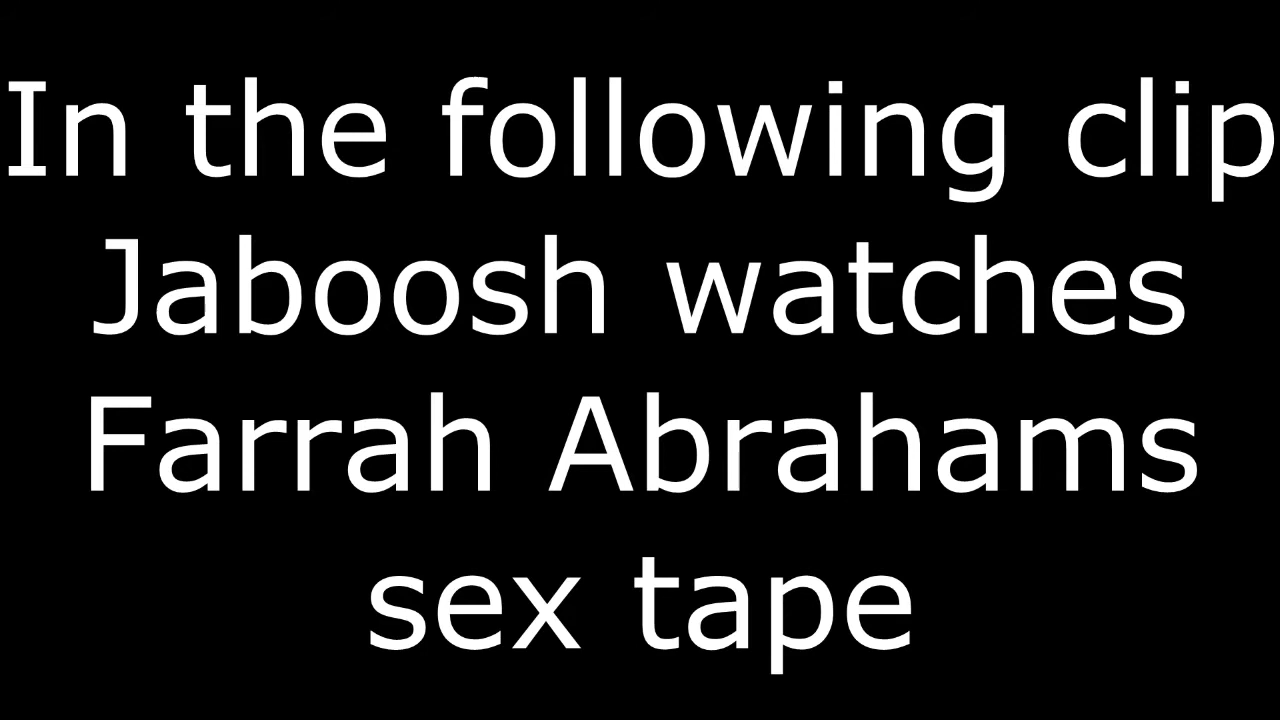 In the following clip
Jaboosh watches
Farrah Abrahams
sex tape